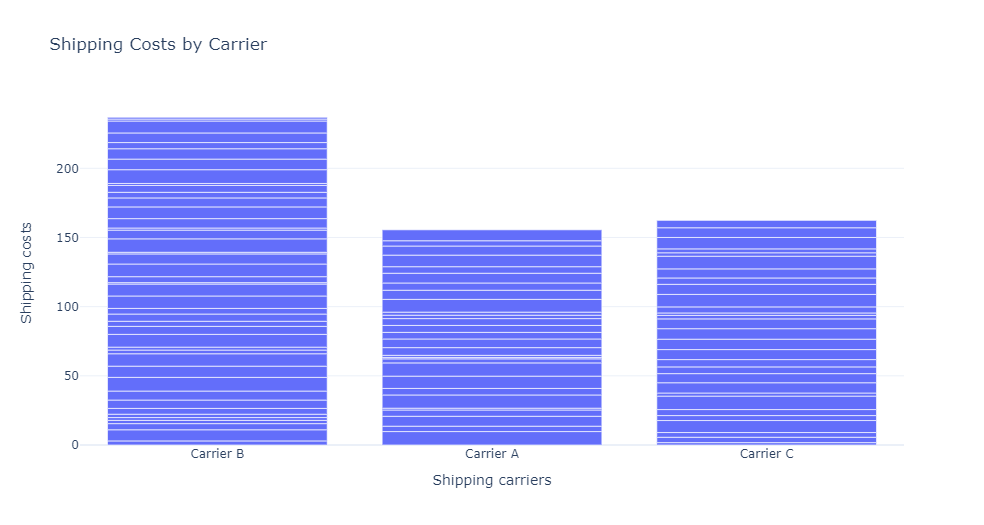 Shipping Costs by Carrier
200
150
100
50
0
Shipping costs
Carrier B
Carrier A
Carrier C
Shipping carriers